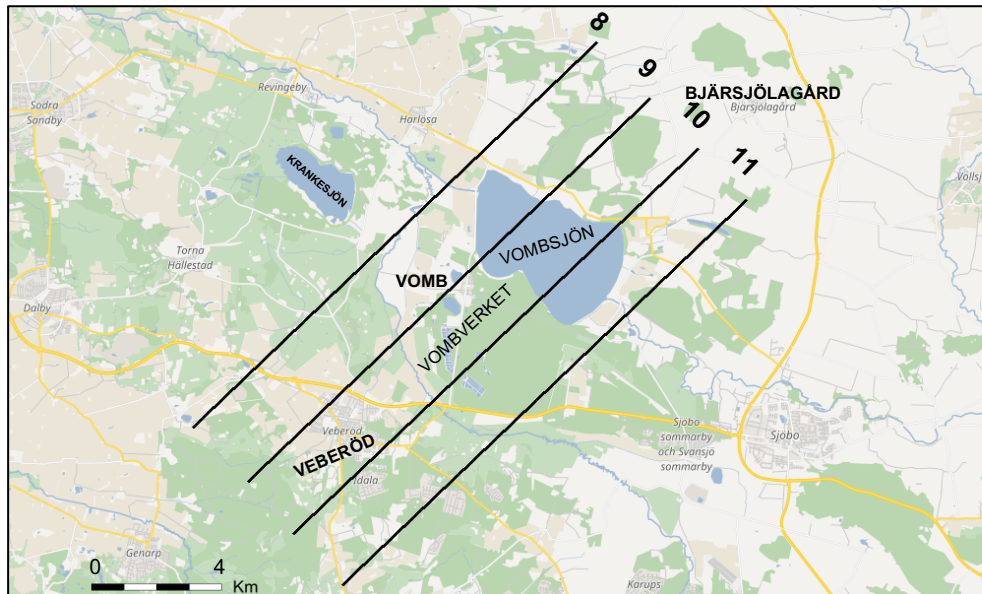 8
9
BJÄRSJÖLAGÅRD
Bjärsjölagård
10
11
Revingeby
Södra
Sandby
Harlösa
KRANKESJÖN
Torna
Hällestad
VOMBSJÖN
VOMB
VOMBVERKET
Dalby
Veberöd
VEBERÖD
Idala
Sjöbo
sommarby
och Svansjö
sommarby
Sjöbo
Genarp
Karups
0
4
Km